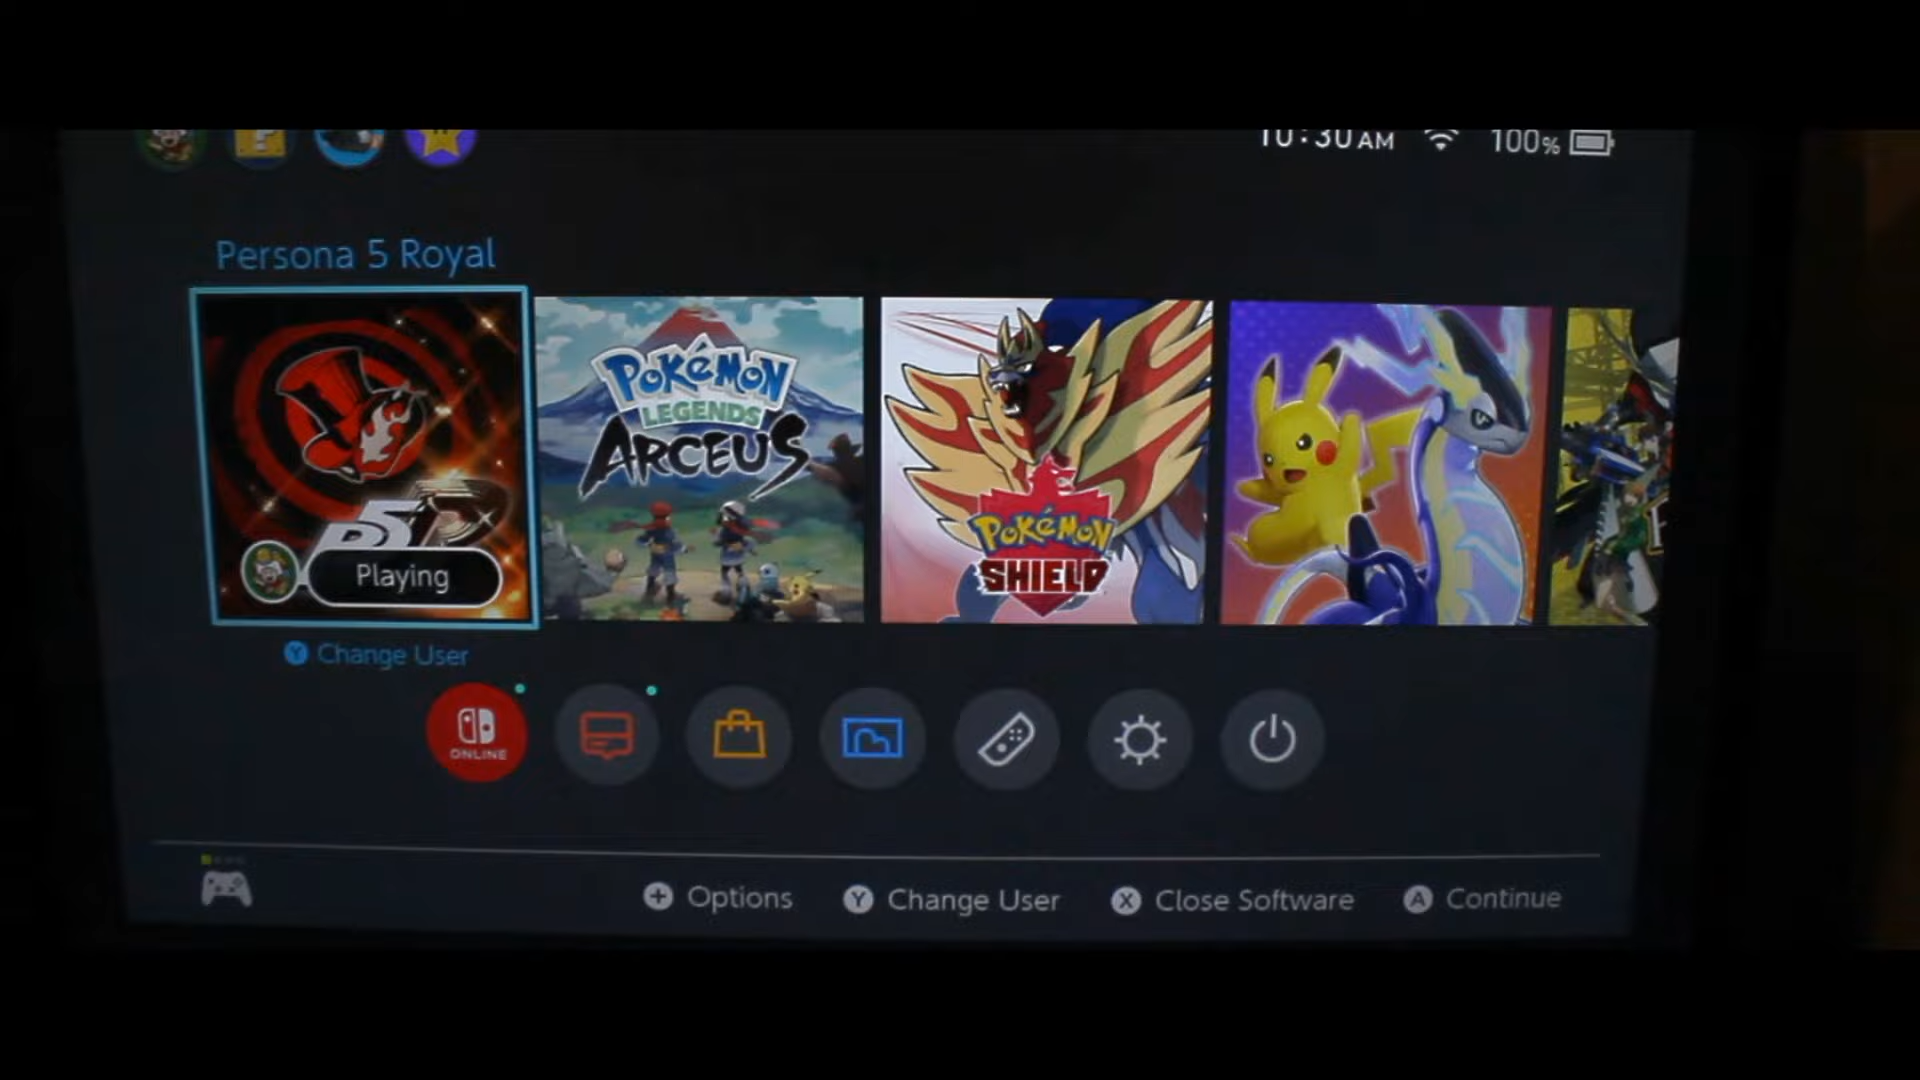 10:30 AM 100%
Persona 5 Royal
P5R
Playing
POKéMON
LEGENDS
ARCEUS
POKéMON
SHIELD
Y Change User
ONLINE
+ Options Y Change User X Close Software A Continue